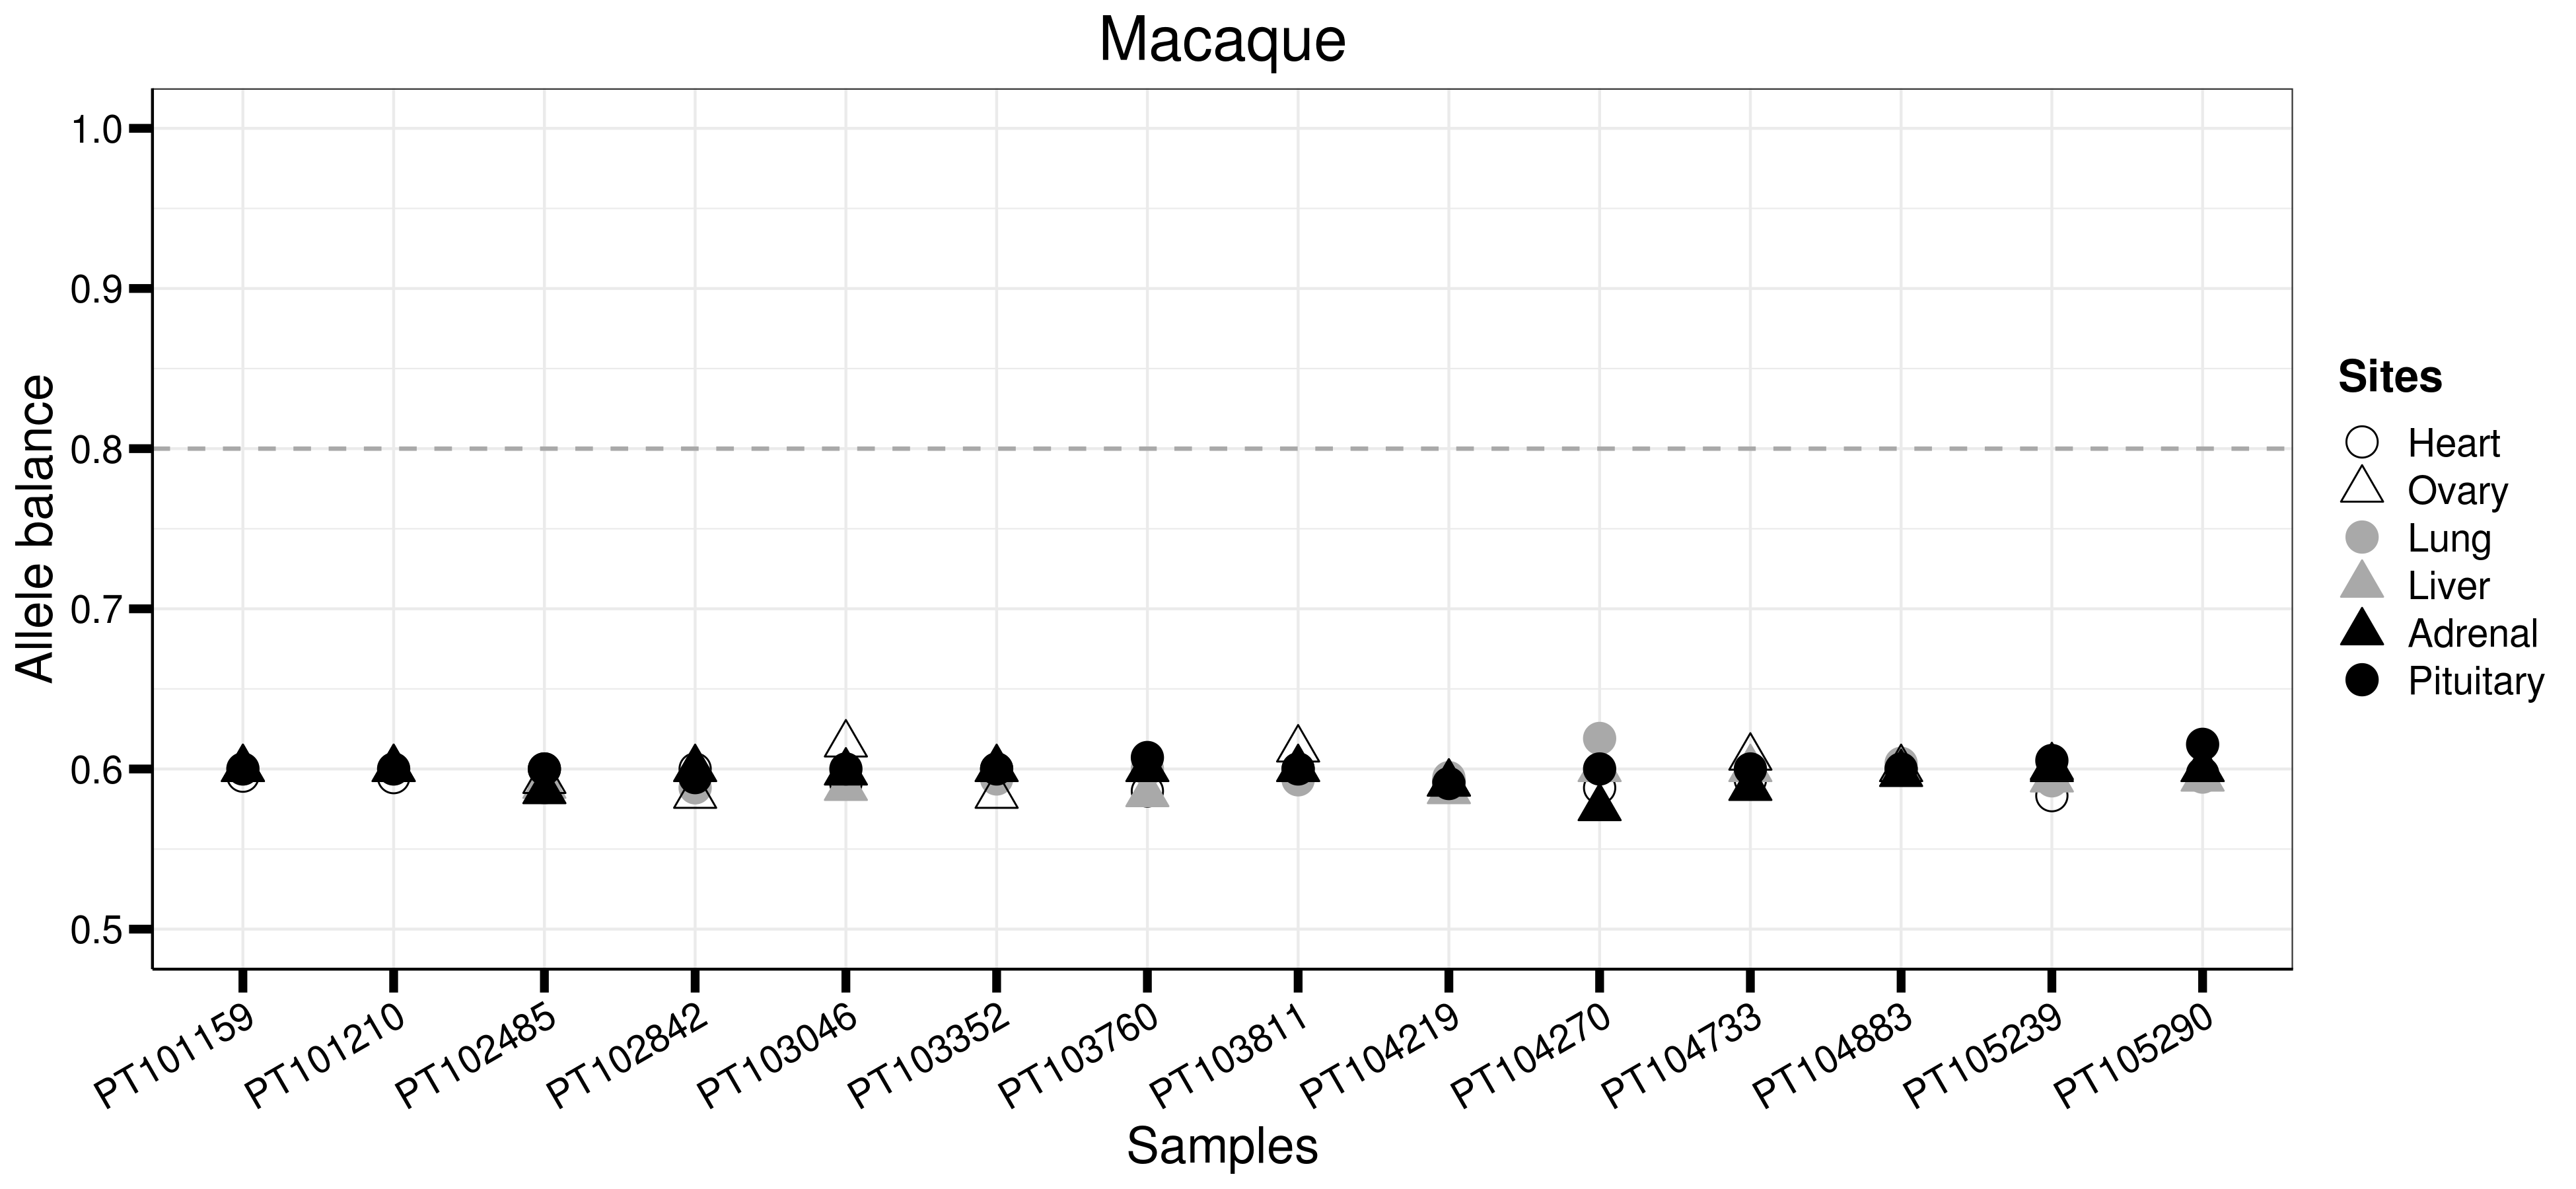 Macaque
Allele balance
1.0
0.9
0.8
0.7
0.6
0.5
PT101159
PT101210
PT102485
PT102842
PT103046
PT103352
PT103760
PT103811
PT104219
PT104270
PT104733
PT104883
PT105239
PT105290
Samples
Sites
Heart
Ovary
Lung
Liver
Adrenal
Pituitary